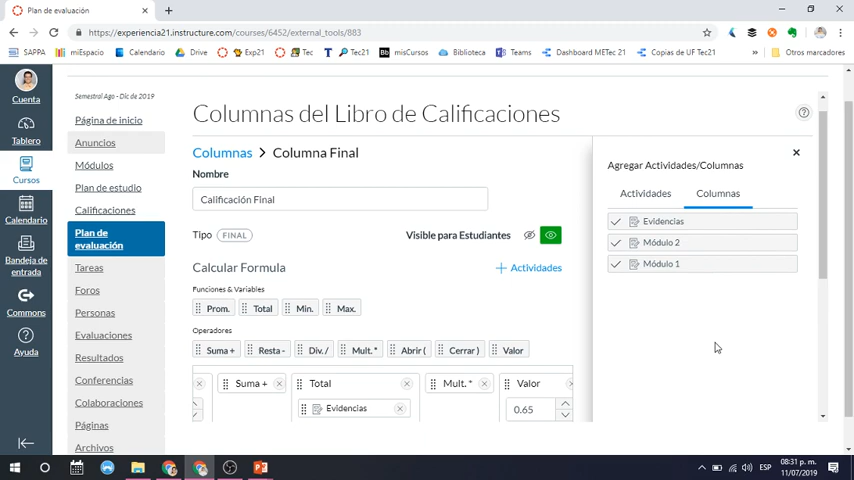 Plan de evaluación
https://experiencia21.instructure.com/courses/6452/external_tools/883
SAPPA
miEspacio
Calendario
Drive
Exp21
Tec
Tec21
misCursos
Biblioteca
Teams
Dashboard METec 21
Copias de UF Tec21
»
Otros marcadores
Cuenta
Tablero
Cursos
Calendario
Bandeja de
entrada
Commons
Ayuda
Semestral Ago - Dic de 2019
Página de inicio
Anuncios
Módulos
Plan de estudio
Calificaciones
Plan de
evaluación
Tareas
Foros
Personas
Evaluaciones
Resultados
Conferencias
Colaboraciones
Páginas
Archivos
Columnas del Libro de Calificaciones
Columnas > Columna Final
Nombre
Calificación Final
Tipo FINAL
Visible para Estudiantes
Calcular Formula
+ Actividades
Funciones & Variables
Prom. Total Min. Max.
Operadores
Suma + Resta - Div. / Mult. * Abrir ( Cerrar ) Valor
Suma + Total Mult. * Valor
Evidencias 0.65
Agregar Actividades/Columnas
Actividades Columnas
Evidencias
Módulo 2
Módulo 1
ESP
08:31 p. m.
11/07/2019